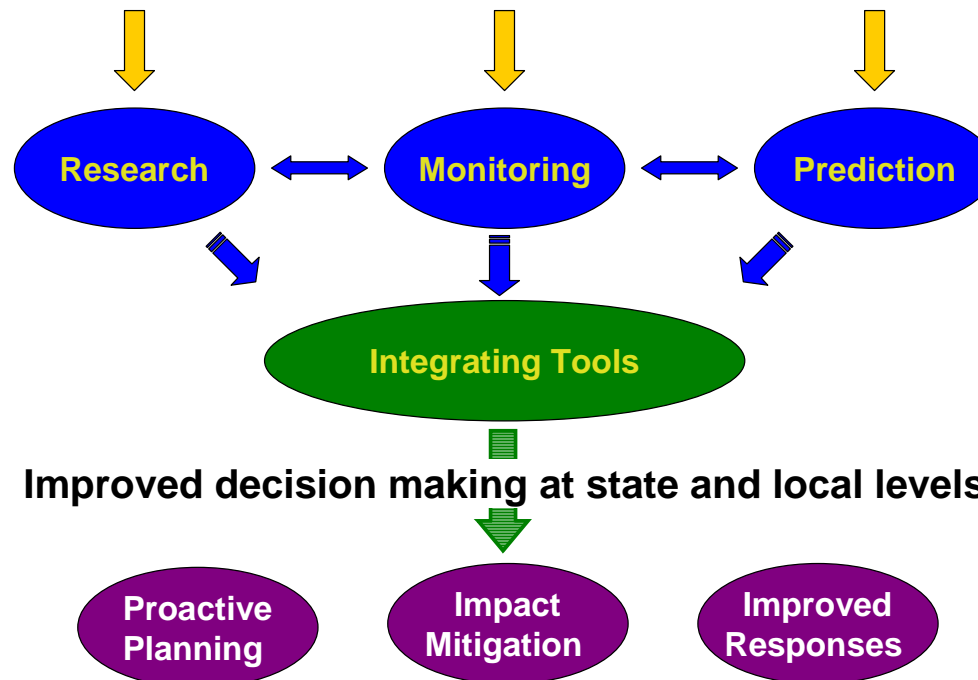 Research
Monitoring
Prediction
Integrating Tools
Improved decision making at state and local levels
Proactive
Planning
Impact
Mitigation
Improved
Responses